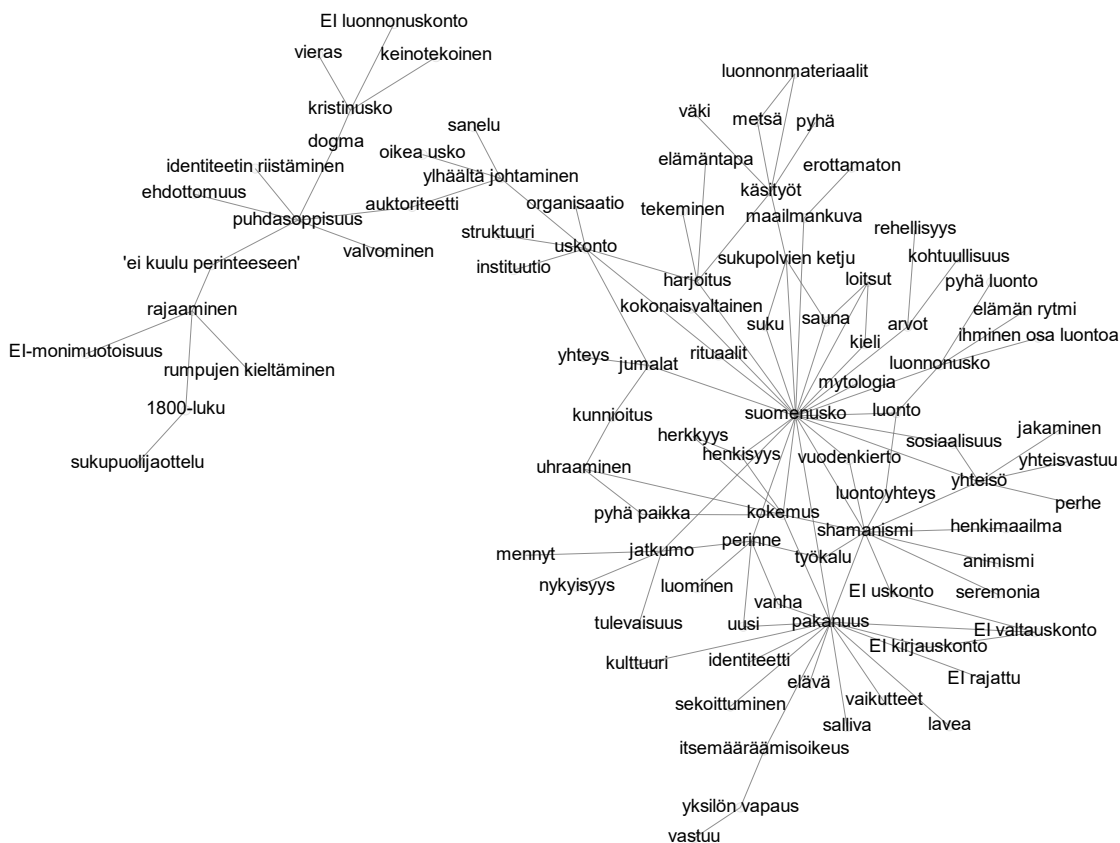 EI luonnonuskonto
vieras
keinotekoinen
luonnonmateriaalit
kristinusko
väki
metsä
pyhä
sanelu
dogma
oikea usko
elämäntapa
erottamaton
identiteetin riistäminen
ylhäältä johtaminen
ehdottomuus
käsityöt
auktoriteetti
organisaatio
tekeminen
maailmankuva
puhdasoppisuus
rehellisyys
struktuuri
uskonto
valvominen
sukupolvien ketju
kohtuullisuus
'ei kuulu perinteeseen'
instituutio
harjoitus
loitsut
pyhä luonto
rajaaminen
kokonaisvaltainen
elämän rytmi
suku
sauna
arvot
kieli
ihminen osa luontoa
EI-monimuotoisuus
yhteys
jumalat
rituaalit
luonnonusko
rumpujen kieltäminen
mytologia
1800-luku
kunnioitus
suomenusko
luonto
herkkyys
jakaminen
sosiaalisuus
sukupuolijaottelu
henkisyys
vuodenkierto
uhraaminen
yhteisvastuu
yhteisö
luontoyhteys
perhe
pyhä paikka
kokemus
shamanismi
henkimaailma
mennyt
jatkumo
perinne
työkalu
animismi
nykyisyys
luominen
EI uskonto
seremonia
vanha
tulevaisuus
uusi
pakanuus
EI valtauskonto
EI kirjauskonto
kulttuuri
identiteetti
EI rajattu
elävä
sekoittuminen
vaikutteet
salliva
lavea
itsemääräämisoikeus
yksilön vapaus
vastuu